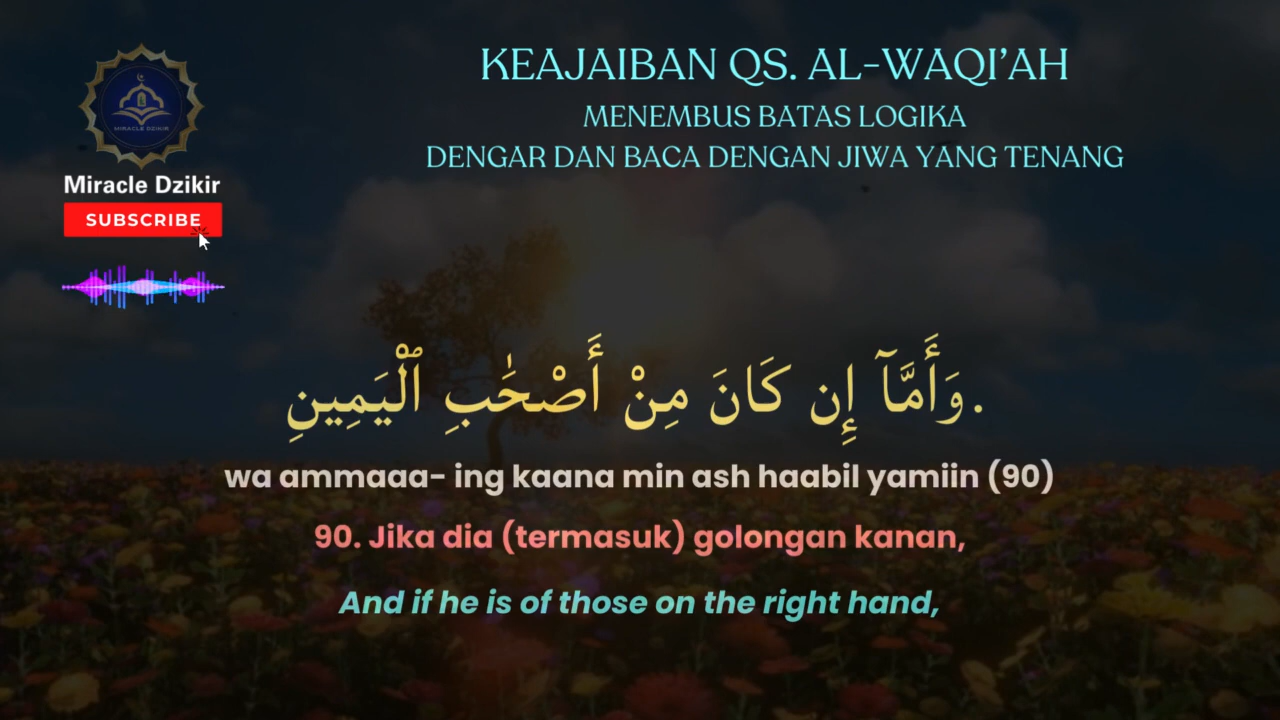 KEAJAIBAN QS. AL-WAQI'AH
MENEMBUS BATAS LOGIKA
DENGAR DAN BACA DENGAN JIWA YANG TENANG
MIRACLE DZIKIR
Miracle Dzikir
SUBSCRIBE
وَأَمَّآ إِن كَانَ مِنْ أَصْحَٰبِ ٱلْيَمِينِ.
wa ammaaa- ing kaana min ash haabil yamiin (90)
90. Jika dia (termasuk) golongan kanan,
And if he is of those on the right hand,